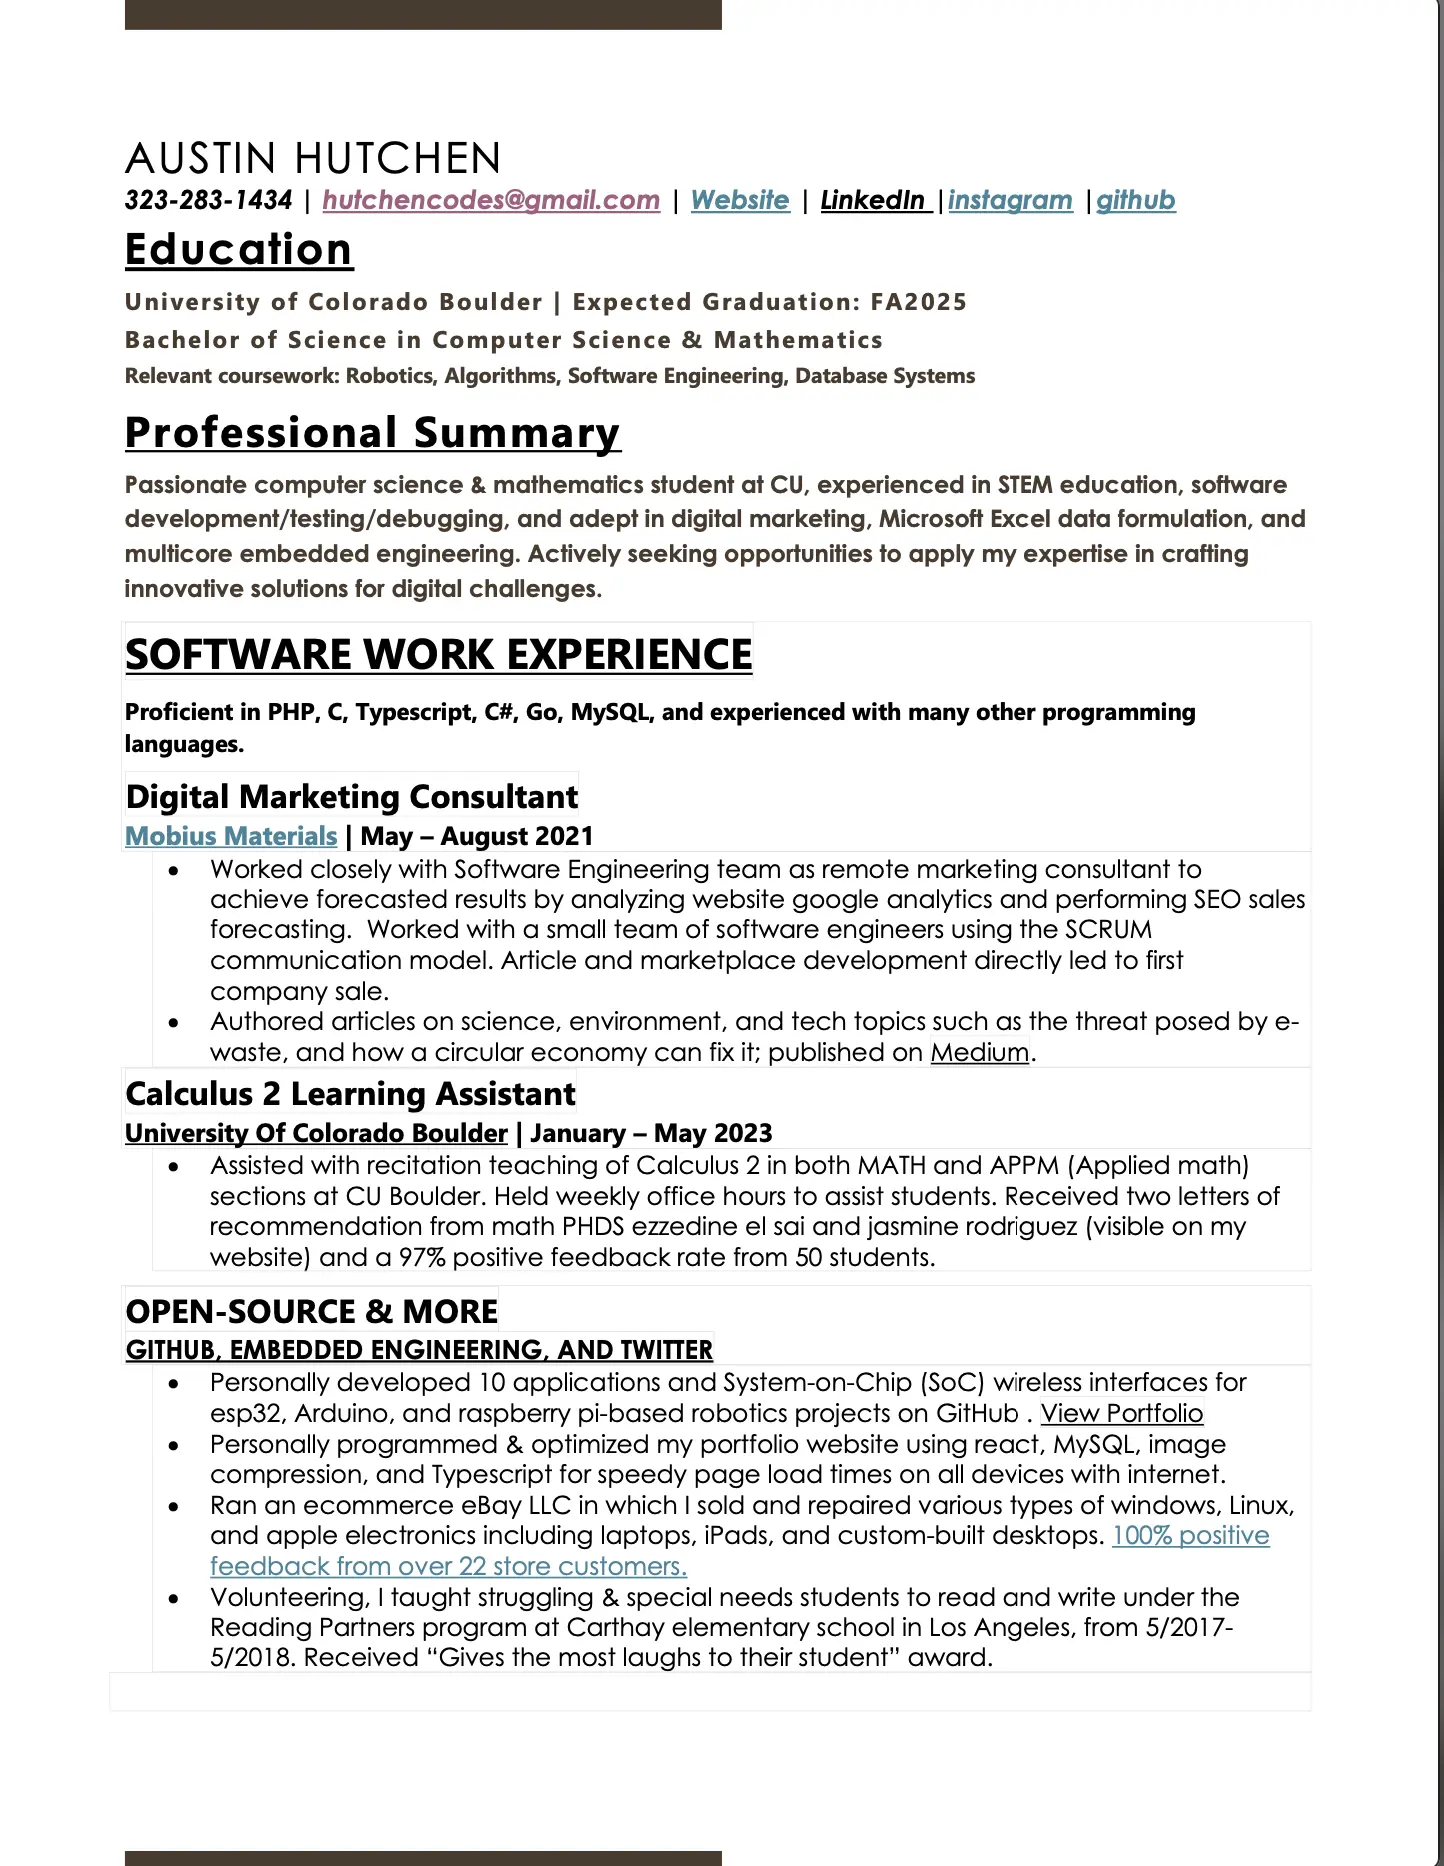 AUSTIN HUTCHEN
323-283-1434 | hutchencodes@gmail.com | Website | LinkedIn |instagram |github
Education
University of Colorado Boulder | Expected Graduation: FA2025
Bachelor of Science in Computer Science & Mathematics
Relevant coursework: Robotics, Algorithms, Software Engineering, Database Systems
Professional Summary
Passionate computer science & mathematics student at CU, experienced in STEM education, software
development/testing/debugging, and adept in digital marketing, Microsoft Excel data formulation, and
multicore embedded engineering. Actively seeking opportunities to apply my expertise in crafting
innovative solutions for digital challenges.
SOFTWARE WORK EXPERIENCE
Proficient in PHP, C, Typescript, C#, Go, MySQL, and experienced with many other programming
languages.
Digital Marketing Consultant
Mobius Materials | May – August 2021
• Worked closely with Software Engineering team as remote marketing consultant to
achieve forecasted results by analyzing website google analytics and performing SEO sales
forecasting.  Worked with a small team of software engineers using the SCRUM
communication model. Article and marketplace development directly led to first
company sale.
• Authored articles on science, environment, and tech topics such as the threat posed by e-
waste, and how a circular economy can fix it; published on Medium.
Calculus 2 Learning Assistant
University Of Colorado Boulder | January – May 2023
• Assisted with recitation teaching of Calculus 2 in both MATH and APPM (Applied math)
sections at CU Boulder. Held weekly office hours to assist students. Received two letters of
recommendation from math PHDS ezzedine el sai and jasmine rodriguez (visible on my
website) and a 97% positive feedback rate from 50 students.
OPEN-SOURCE & MORE
GITHUB, EMBEDDED ENGINEERING, AND TWITTER
• Personally developed 10 applications and System-on-Chip (SoC) wireless interfaces for
esp32, Arduino, and raspberry pi-based robotics projects on GitHub . View Portfolio
• Personally programmed & optimized my portfolio website using react, MySQL, image
compression, and Typescript for speedy page load times on all devices with internet.
• Ran an ecommerce eBay LLC in which I sold and repaired various types of windows, Linux,
and apple electronics including laptops, iPads, and custom-built desktops. 100% positive
feedback from over 22 store customers.
• Volunteering, I taught struggling & special needs students to read and write under the
Reading Partners program at Carthay elementary school in Los Angeles, from 5/2017-
5/2018. Received “Gives the most laughs to their student” award.